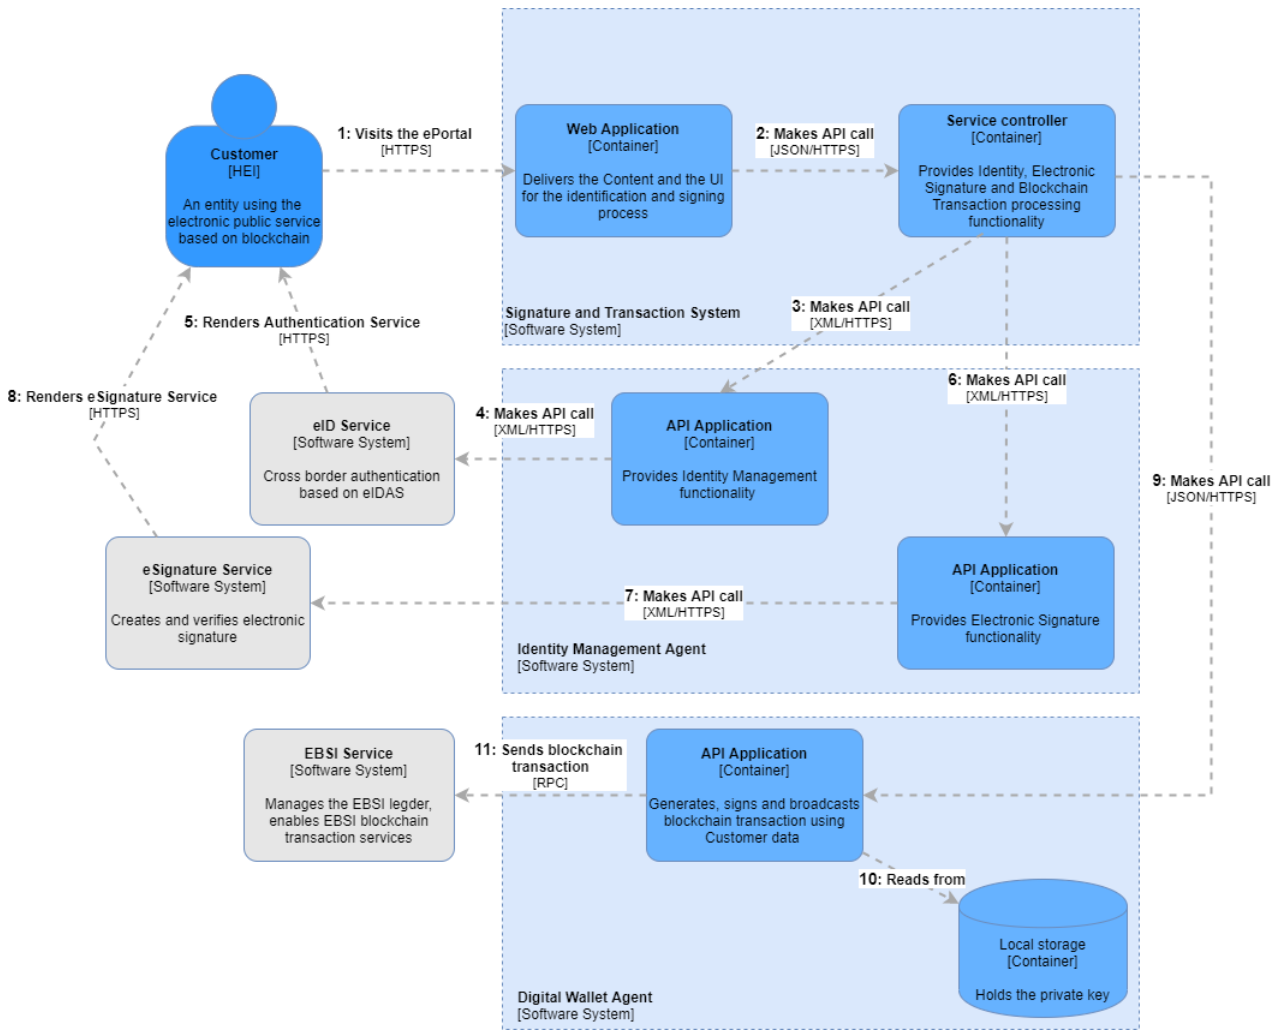 1: Visits the ePortal
[HTTPS]
Customer
[HEI]
An entity using the
electronic public service
based on blockchain
Web Application
[Container]
Delivers the Content and the UI
for the identification and signing
process
2: Makes API call
[JSON/HTTPS]
Service controller
[Container]
Provides Identity, Electronic
Signature and Blockchain
Transaction processing
functionality
3: Makes API call
[XML/HTTPS]
Signature and Transaction System
[Software System]
5: Renders Authentication Service
[HTTPS]
8: Renders eSignature Service
[HTTPS]
eID Service
[Software System]
Cross border authentication
based on eIDAS
4: Makes API call
[XML/HTTPS]
API Application
[Container]
Provides Identity Management
functionality
6: Makes API call
[XML/HTTPS]
9: Makes API call
[JSON/HTTPS]
eSignature Service
[Software System]
Creates and verifies electronic
signature
7: Makes API call
[XML/HTTPS]
API Application
[Container]
Provides Electronic Signature
functionality
Identity Management Agent
[Software System]
EBSI Service
[Software System]
Manages the EBSI legder,
enables EBSI blockchain
transaction services
11: Sends blockchain
transaction
[RPC]
API Application
[Container]
Generates, signs and broadcasts
blockchain transaction using
Customer data
10: Reads from
Local storage
[Container]
Holds the private key
Digital Wallet Agent
[Software System]